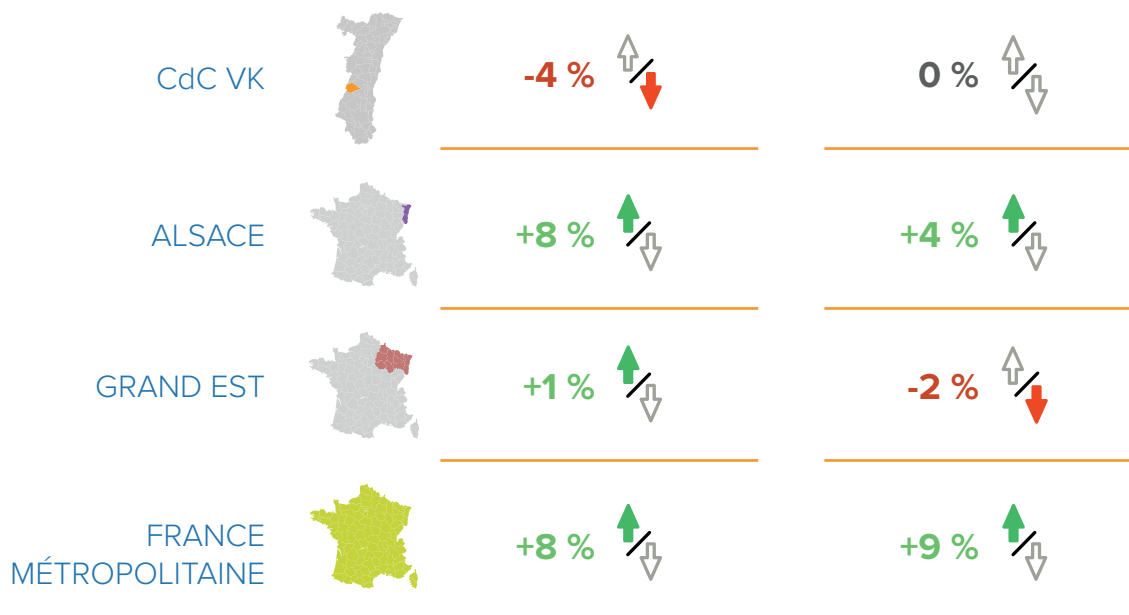 CdC VK
-4 %
0 %
ALSACE
+8 %
+4 %
GRAND EST
+1 %
-2 %
FRANCE
MÉTROPOLITAINE
+8 %
+9 %